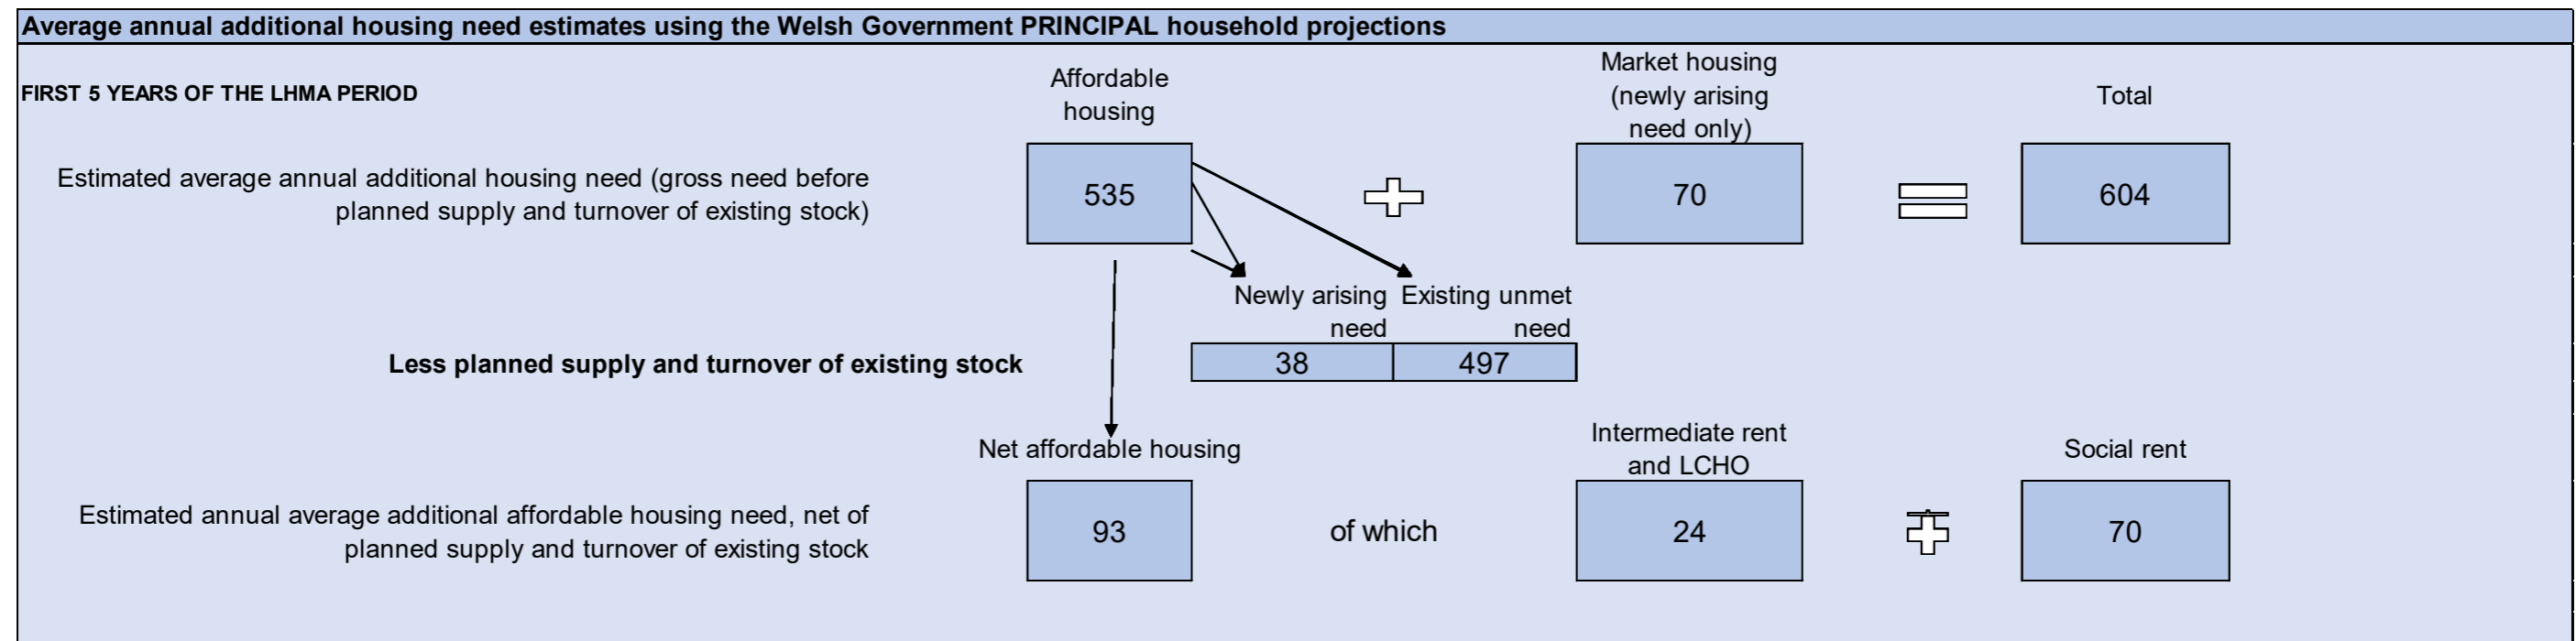 Average annual additional housing need estimates using the Welsh Government PRINCIPAL household projections
FIRST 5 YEARS OF THE LHMA PERIOD
Affordable
housing
Market housing
(newly arising
need only)
Total
Estimated average annual additional housing need (gross need before
planned supply and turnover of existing stock)
535
70
604
Newly arising
need
Existing unmet
need
Less planned supply and turnover of existing stock
38
497
Net affordable housing
Intermediate rent
and LCHO
Social rent
Estimated annual average additional affordable housing need, net of
planned supply and turnover of existing stock
93
of which
24
70